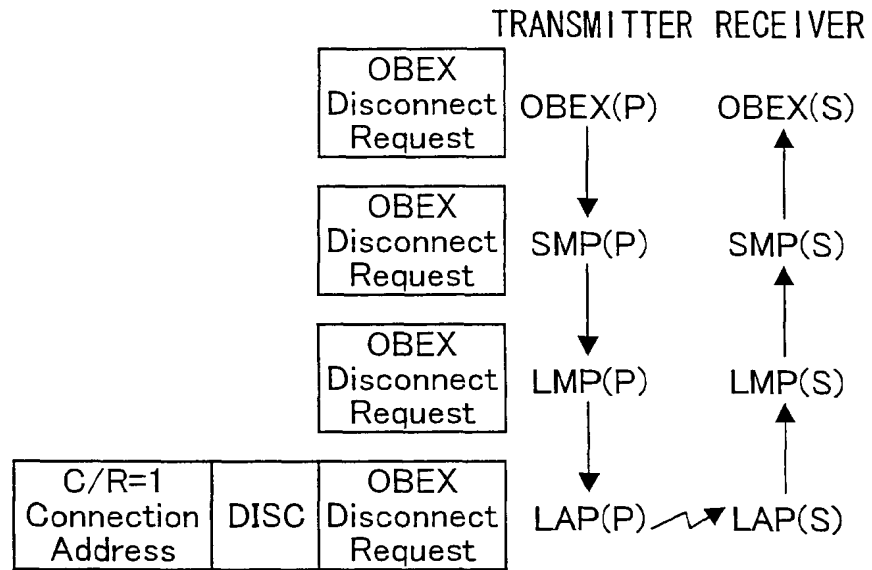 TRANSMITTER RECEIVER
OBEX
Disconnect
Request
OBEX(P) OBEX(S)
OBEX
Disconnect
Request
SMP(P) SMP(S)
OBEX
Disconnect
Request
LMP(P) LMP(S)
C/R=1
Connection
Address
DISC
OBEX
Disconnect
Request
LAP(P) LAP(S)